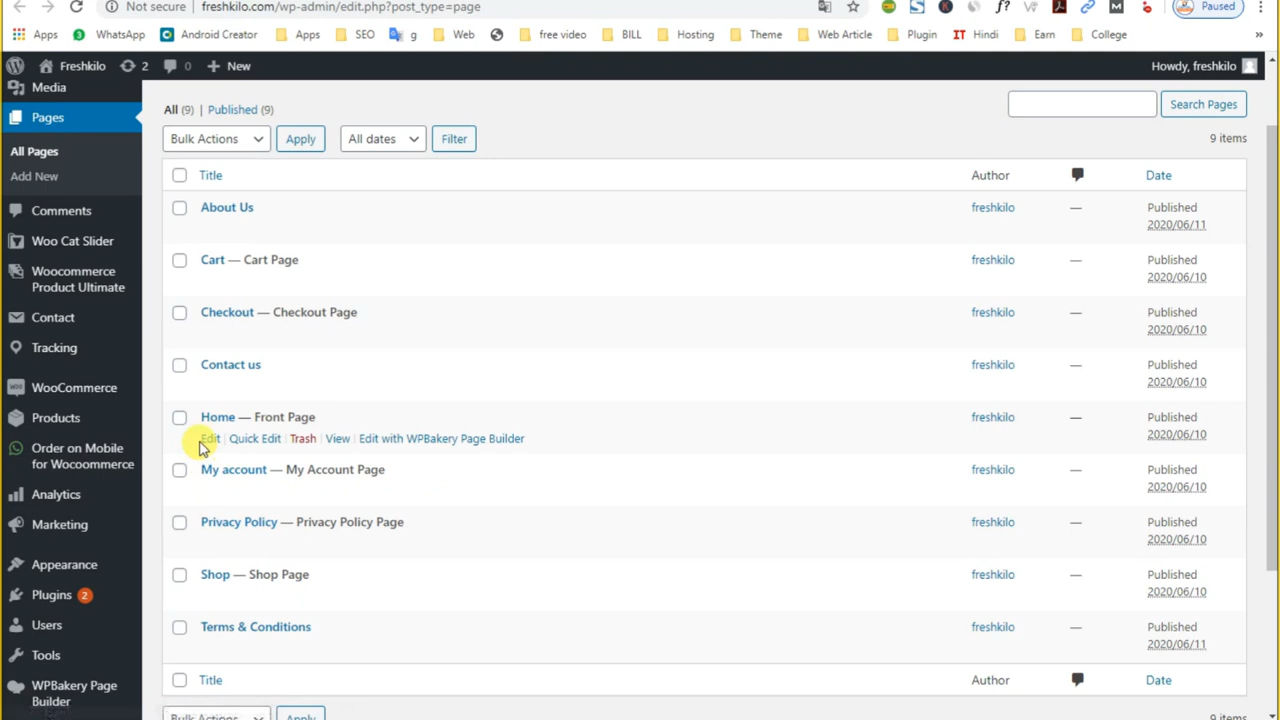 Not secure | freshkilo.com/wp-admin/edit.php?post_type=page
Paused
Apps WhatsApp Android Creator Apps SEO g Web free video BILL Hosting Theme Web Article Plugin IT Hindi Earn College »
Freshkilo 2 0 + New Howdy, freshkilo
Media
Pages
All Pages
Add New
Comments
Woo Cat Slider
Woocommerce
Product Ultimate
Contact
Tracking
WooCommerce
Products
Order on Mobile
for Wocoommerce
Analytics
Marketing
Appearance
Plugins 2
Users
Tools
WPBakery Page
Builder
All (9) | Published (9)
Search Pages
Bulk Actions Apply All dates Filter
9 items
Title Author Date
About Us freshkilo — Published
2020/06/11
Cart — Cart Page freshkilo — Published
2020/06/10
Checkout — Checkout Page freshkilo — Published
2020/06/10
Contact us freshkilo — Published
2020/06/10
Home — Front Page freshkilo — Published
Edit | Quick Edit | Trash | View | Edit with WPBakery Page Builder 2020/06/10
My account — My Account Page freshkilo — Published
2020/06/10
Privacy Policy — Privacy Policy Page freshkilo — Published
2020/06/10
Shop — Shop Page freshkilo — Published
2020/06/10
Terms & Conditions freshkilo — Published
2020/06/11
Title Author Date
Bulk Actions Apply 9 items